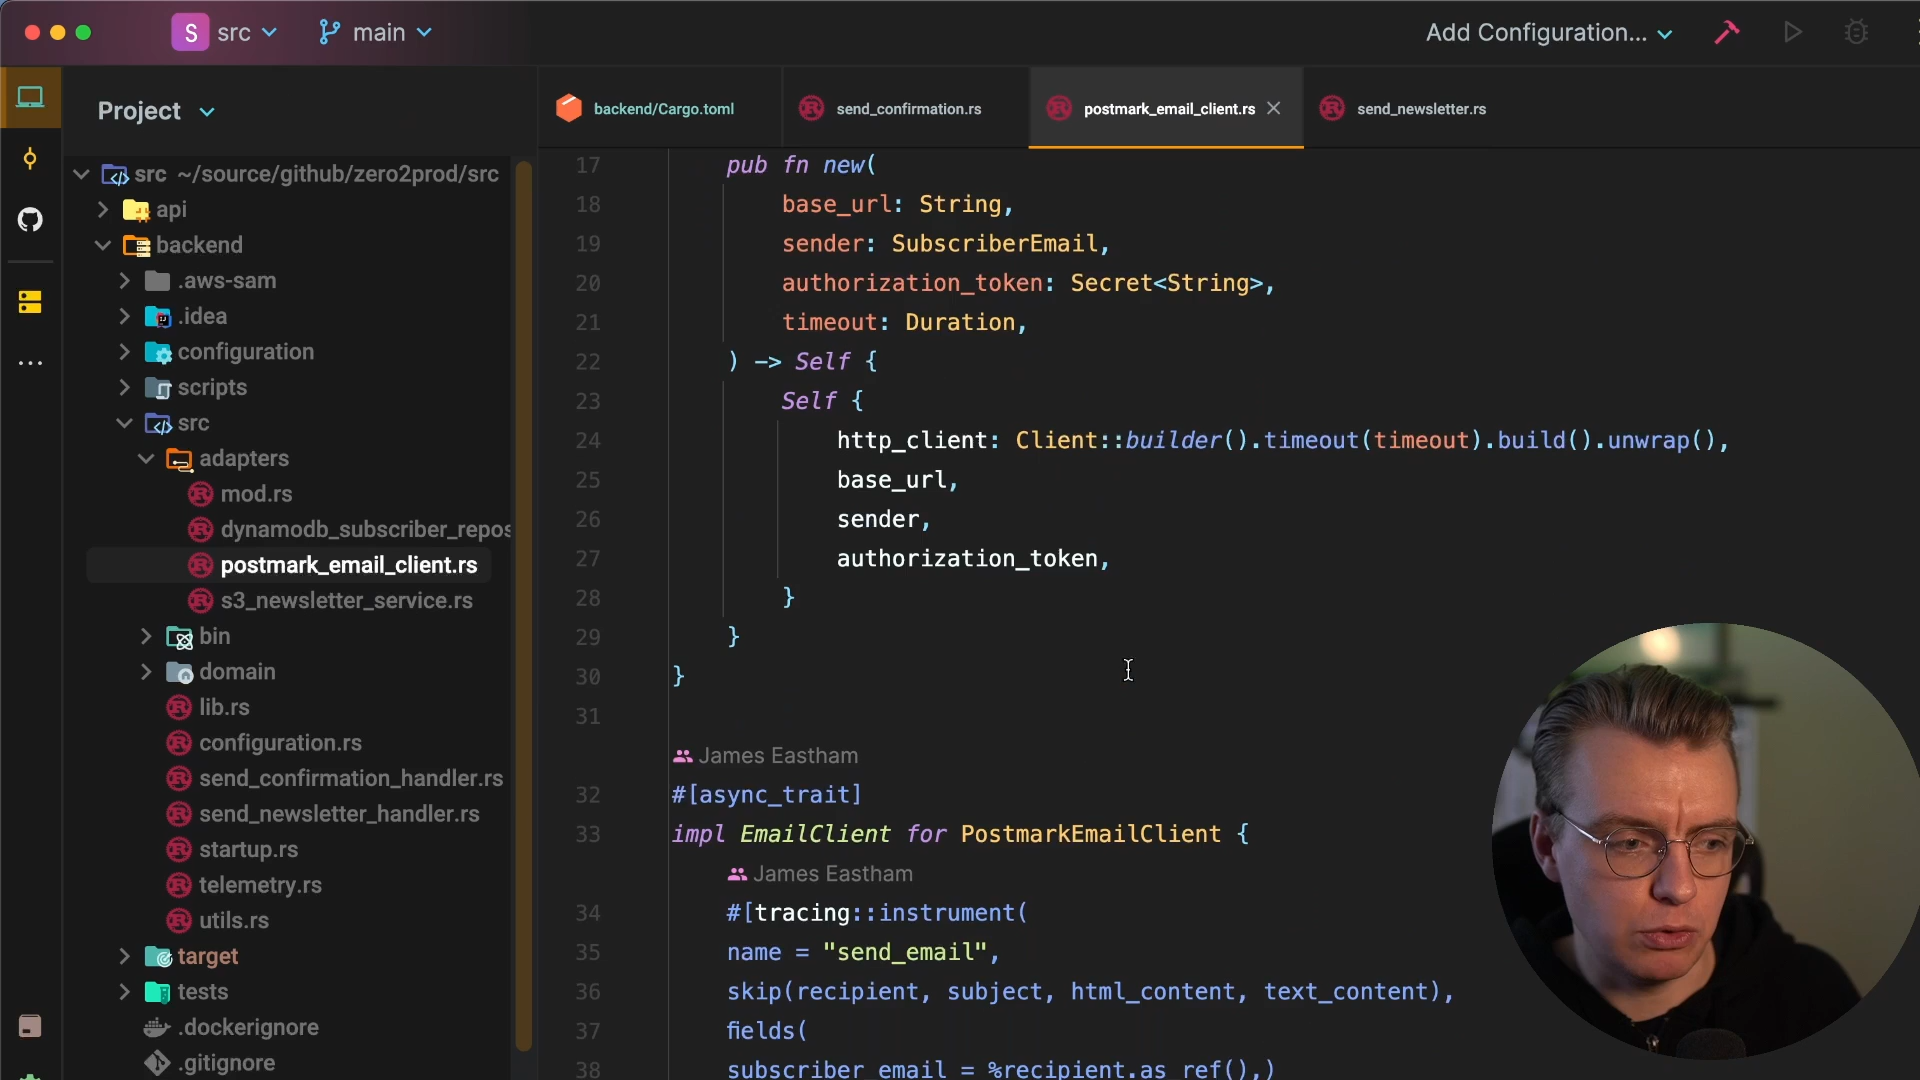 S src main Add Configuration...
Project
src ~/source/github/zero2prod/src
api
backend
.aws-sam
.idea
configuration
scripts
src
adapters
mod.rs
dynamodb_subscriber_repos
postmark_email_client.rs
s3_newsletter_service.rs
bin
domain
lib.rs
configuration.rs
send_confirmation_handler.rs
send_newsletter_handler.rs
startup.rs
telemetry.rs
utils.rs
target
tests
.dockerignore
.gitignore
backend/Cargo.toml send_confirmation.rs postmark_email_client.rs send_newsletter.rs
17 pub fn new(
18 base_url: String,
19 sender: SubscriberEmail,
20 authorization_token: Secret<String>,
21 timeout: Duration,
22 ) -> Self {
23 Self {
24 http_client: Client::builder().timeout(timeout).build().unwrap(),
25 base_url,
26 sender,
27 authorization_token,
28 }
29 }
30 }
31
James Eastham
32 #[async_trait]
33 impl EmailClient for PostmarkEmailClient {
James Eastham
34 #[tracing::instrument(
35 name = "send_email",
36 skip(recipient, subject, html_content, text_content),
37 fields(
38 subscriber_email = %recipient.as_ref(),)